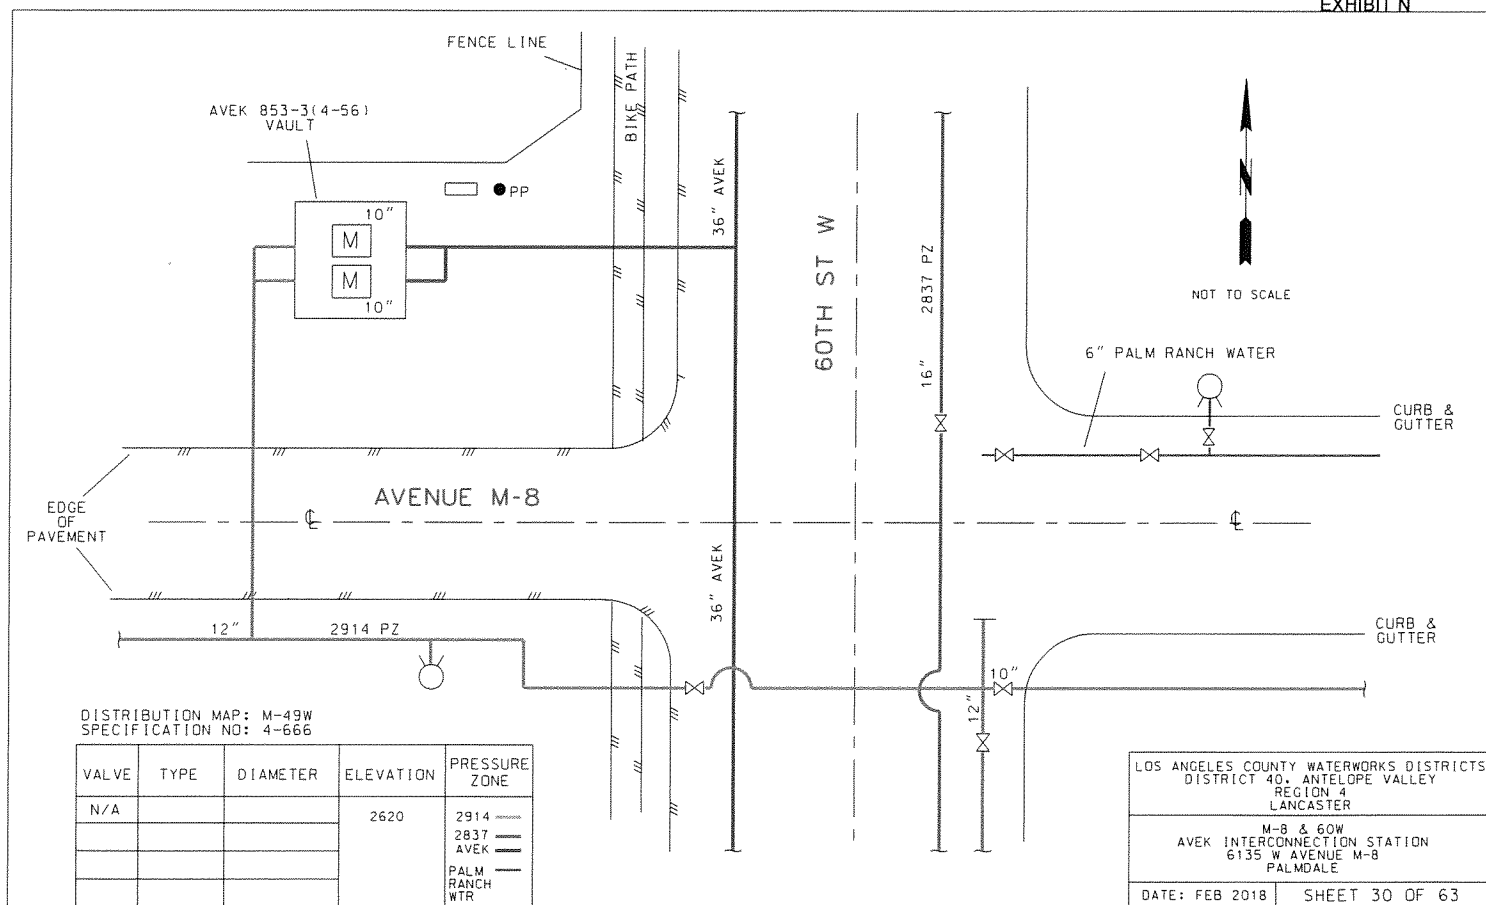 EXHIBIT N
FENCE LINE
BIKE PATH
AVEK 853-3(4-56)
VAULT
PP
10"
M
M
10"
36" AVEK
60TH ST W
2837 PZ
16"
N
NOT TO SCALE
6" PALM RANCH WATER
CURB &
GUTTER
AVENUE M-8
EDGE
OF
PAVEMENT
℄
℄
36" AVEK
12"
2914 PZ
CURB &
GUTTER
10"
12"
DISTRIBUTION MAP: M-49W
SPECIFICATION NO: 4-666
VALVE TYPE DIAMETER ELEVATION PRESSURE
ZONE
N/A 2620 2914
2837
AVEK
PALM
RANCH
WTR
LOS ANGELES COUNTY WATERWORKS DISTRICTS
DISTRICT 40, ANTELOPE VALLEY
REGION 4
LANCASTER
M-8 & 60W
AVEK INTERCONNECTION STATION
6135 W AVENUE M-8
PALMDALE
DATE: FEB 2018 SHEET 30 OF 63